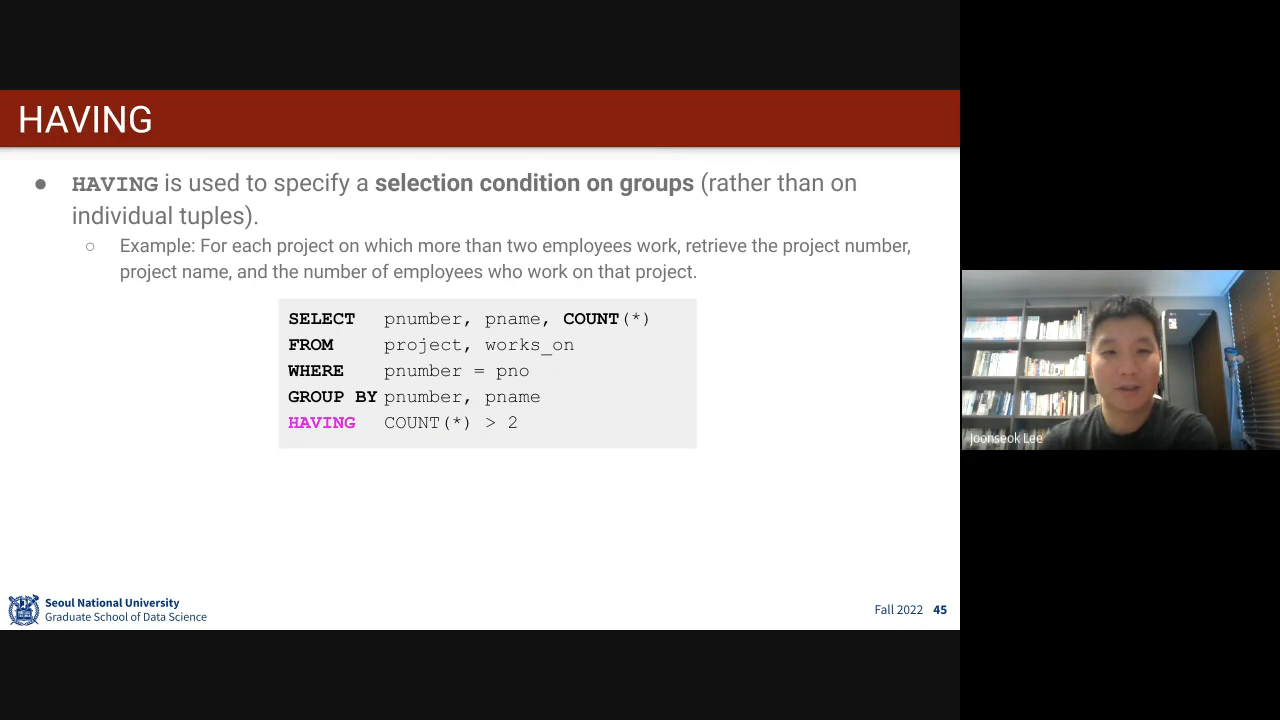 HAVING
● HAVING is used to specify a selection condition on groups (rather than on
individual tuples).
○ Example: For each project on which more than two employees work, retrieve the project number,
project name, and the number of employees who work on that project.
SELECT pnumber, pname, COUNT(*)
FROM project, works_on
WHERE pnumber = pno
GROUP BY pnumber, pname
HAVING COUNT(*) > 2
Joonseok Lee
Seoul National University
Graduate School of Data Science
Fall 2022 45